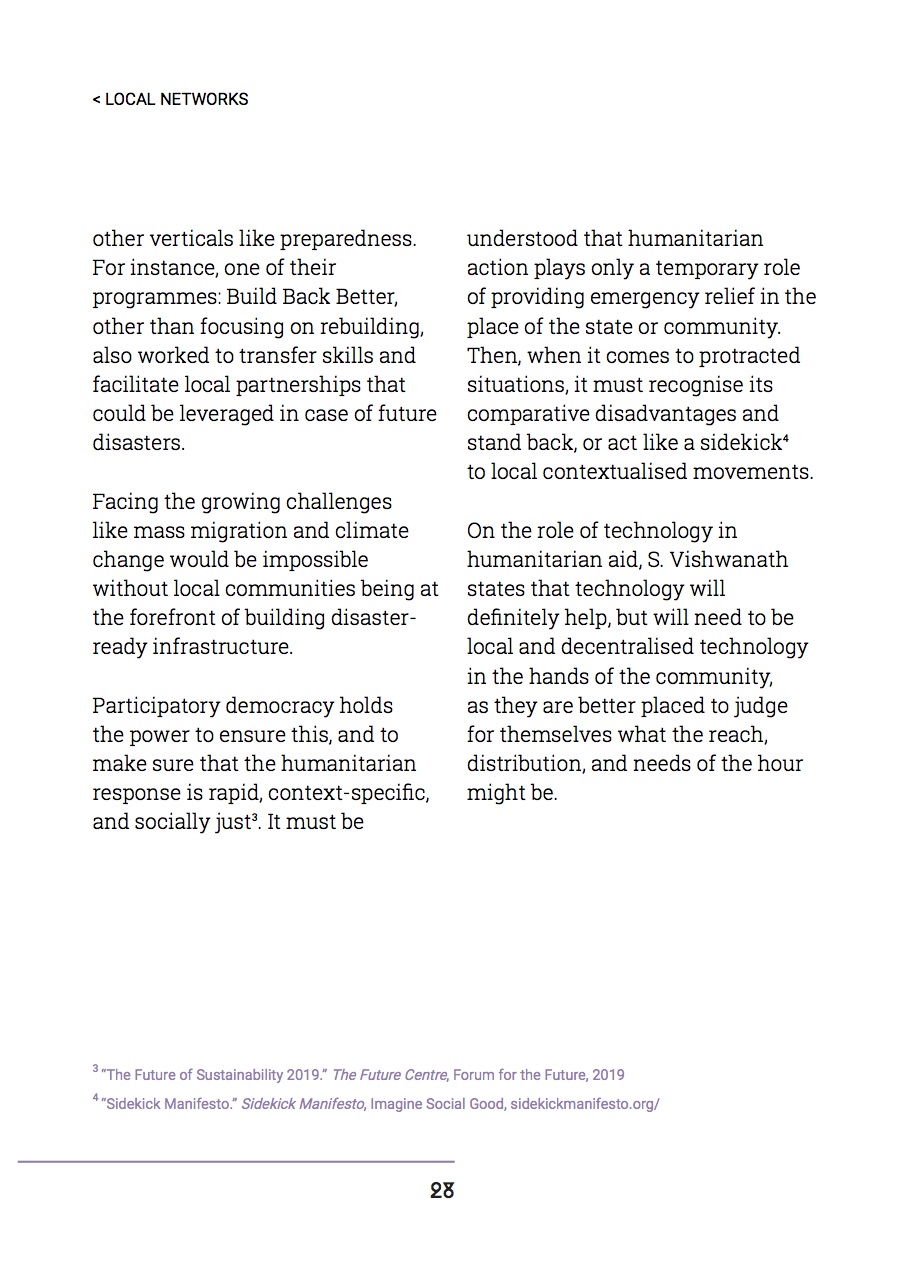 < LOCAL NETWORKS
other verticals like preparedness.
For instance, one of their
programmes: Build Back Better,
other than focusing on rebuilding,
also worked to transfer skills and
facilitate local partnerships that
could be leveraged in case of future
disasters.
Facing the growing challenges
like mass migration and climate
change would be impossible
without local communities being at
the forefront of building disaster-
ready infrastructure.
Participatory democracy holds
the power to ensure this, and to
make sure that the humanitarian
response is rapid, context-specific,
and socially just³. It must be
understood that humanitarian
action plays only a temporary role
of providing emergency relief in the
place of the state or community.
Then, when it comes to protracted
situations, it must recognise its
comparative disadvantages and
stand back, or act like a sidekick⁴
to local contextualised movements.
On the role of technology in
humanitarian aid, S. Vishwanath
states that technology will
definitely help, but will need to be
local and decentralised technology
in the hands of the community,
as they are better placed to judge
for themselves what the reach,
distribution, and needs of the hour
might be.
³ “The Future of Sustainability 2019.” The Future Centre, Forum for the Future, 2019
⁴ “Sidekick Manifesto.” Sidekick Manifesto, Imagine Social Good, sidekickmanifesto.org/